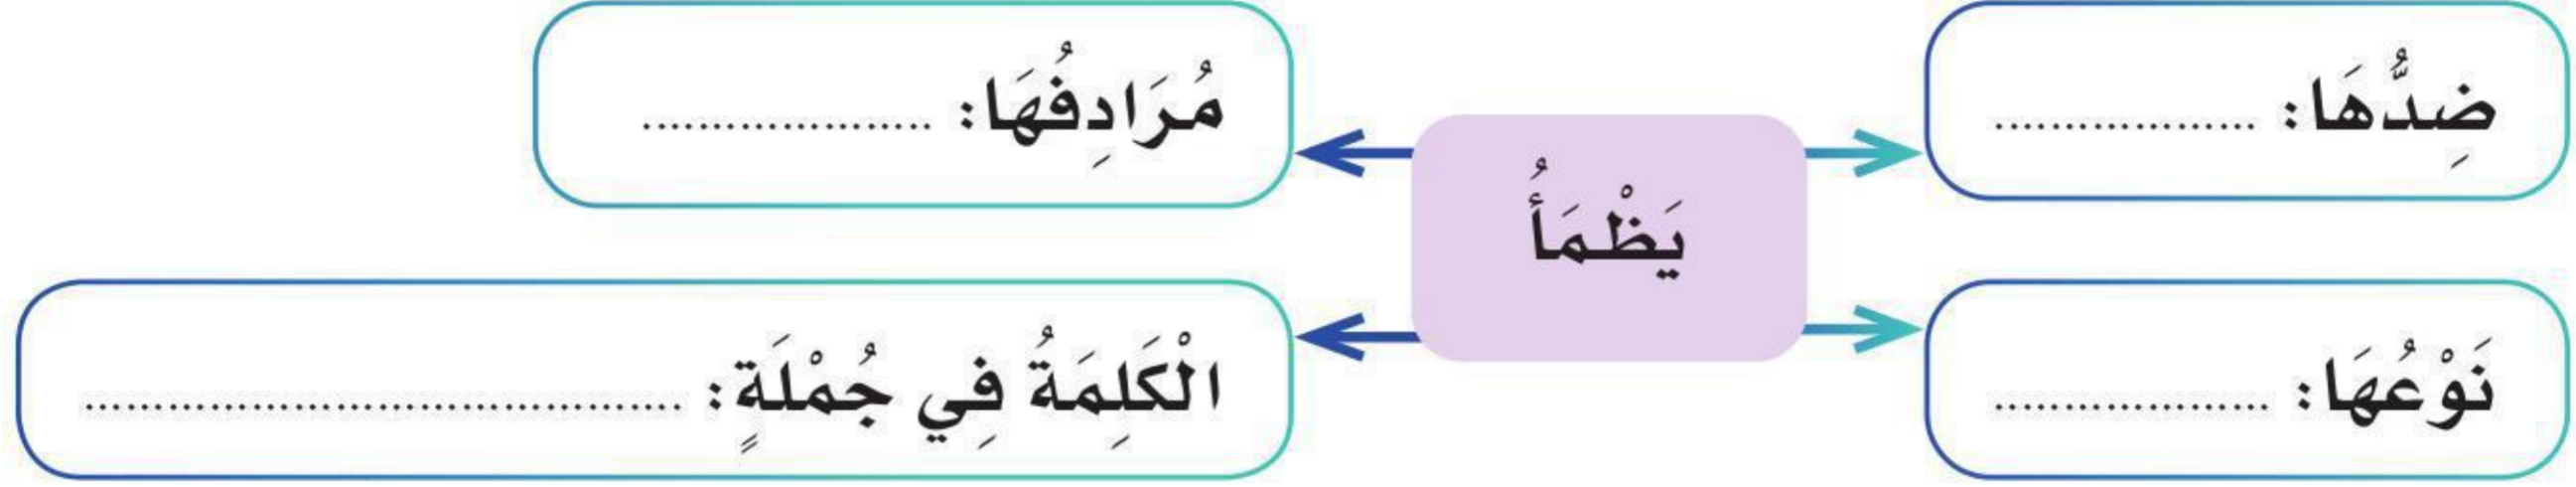 ضِدُّهَا: ...................
مُرَادِفُهَا: .....................
يَظْمَأُ
نَوْعُهَا: ....................
الْكَلِمَةُ فِي جُمْلَةٍ: ...........................................